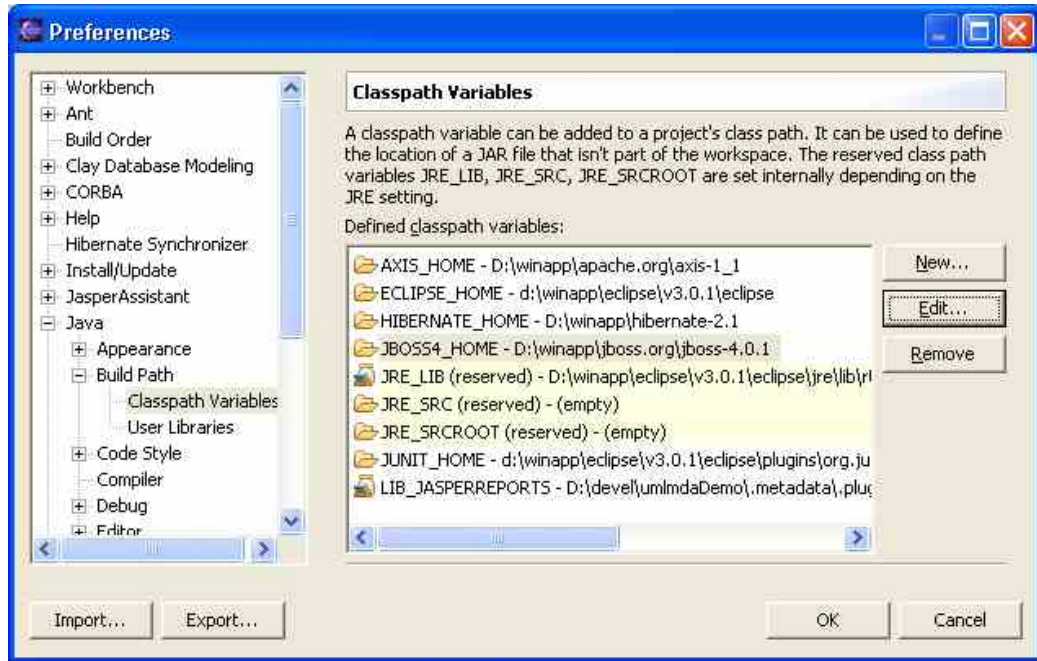 Preferences
Workbench
Ant
Build Order
Clay Database Modeling
CORBA
Help
Hibernate Synchronizer
Install/Update
JasperAssistant
Java
Appearance
Build Path
Classpath Variables
User Libraries
Code Style
Compiler
Debug
Editor
Import...
Export...
Classpath Variables
A classpath variable can be added to a project's class path. It can be used to define
the location of a JAR file that isn't part of the workspace. The reserved class path
variables JRE_LIB, JRE_SRC, JRE_SRCROOT are set internally depending on the
JRE setting.
Defined classpath variables:
AXIS_HOME - D:\winapp\apache.org\axis-1_1
ECLIPSE_HOME - d:\winapp\eclipse\v3.0.1\eclipse
HIBERNATE_HOME - D:\winapp\hibernate-2.1
JBOSS4_HOME - D:\winapp\jboss.org\jboss-4.0.1
JRE_LIB (reserved) - D:\winapp\eclipse\v3.0.1\eclipse\jre\lib\
JRE_SRC (reserved) - (empty)
JRE_SRCROOT (reserved) - (empty)
JUNIT_HOME - d:\winapp\eclipse\v3.0.1\eclipse\plugins\org.ju
LIB_JASPERREPORTS - D:\devel\umlmdaDemo\.metadata\.plug
New...
Edit...
Remove
OK
Cancel